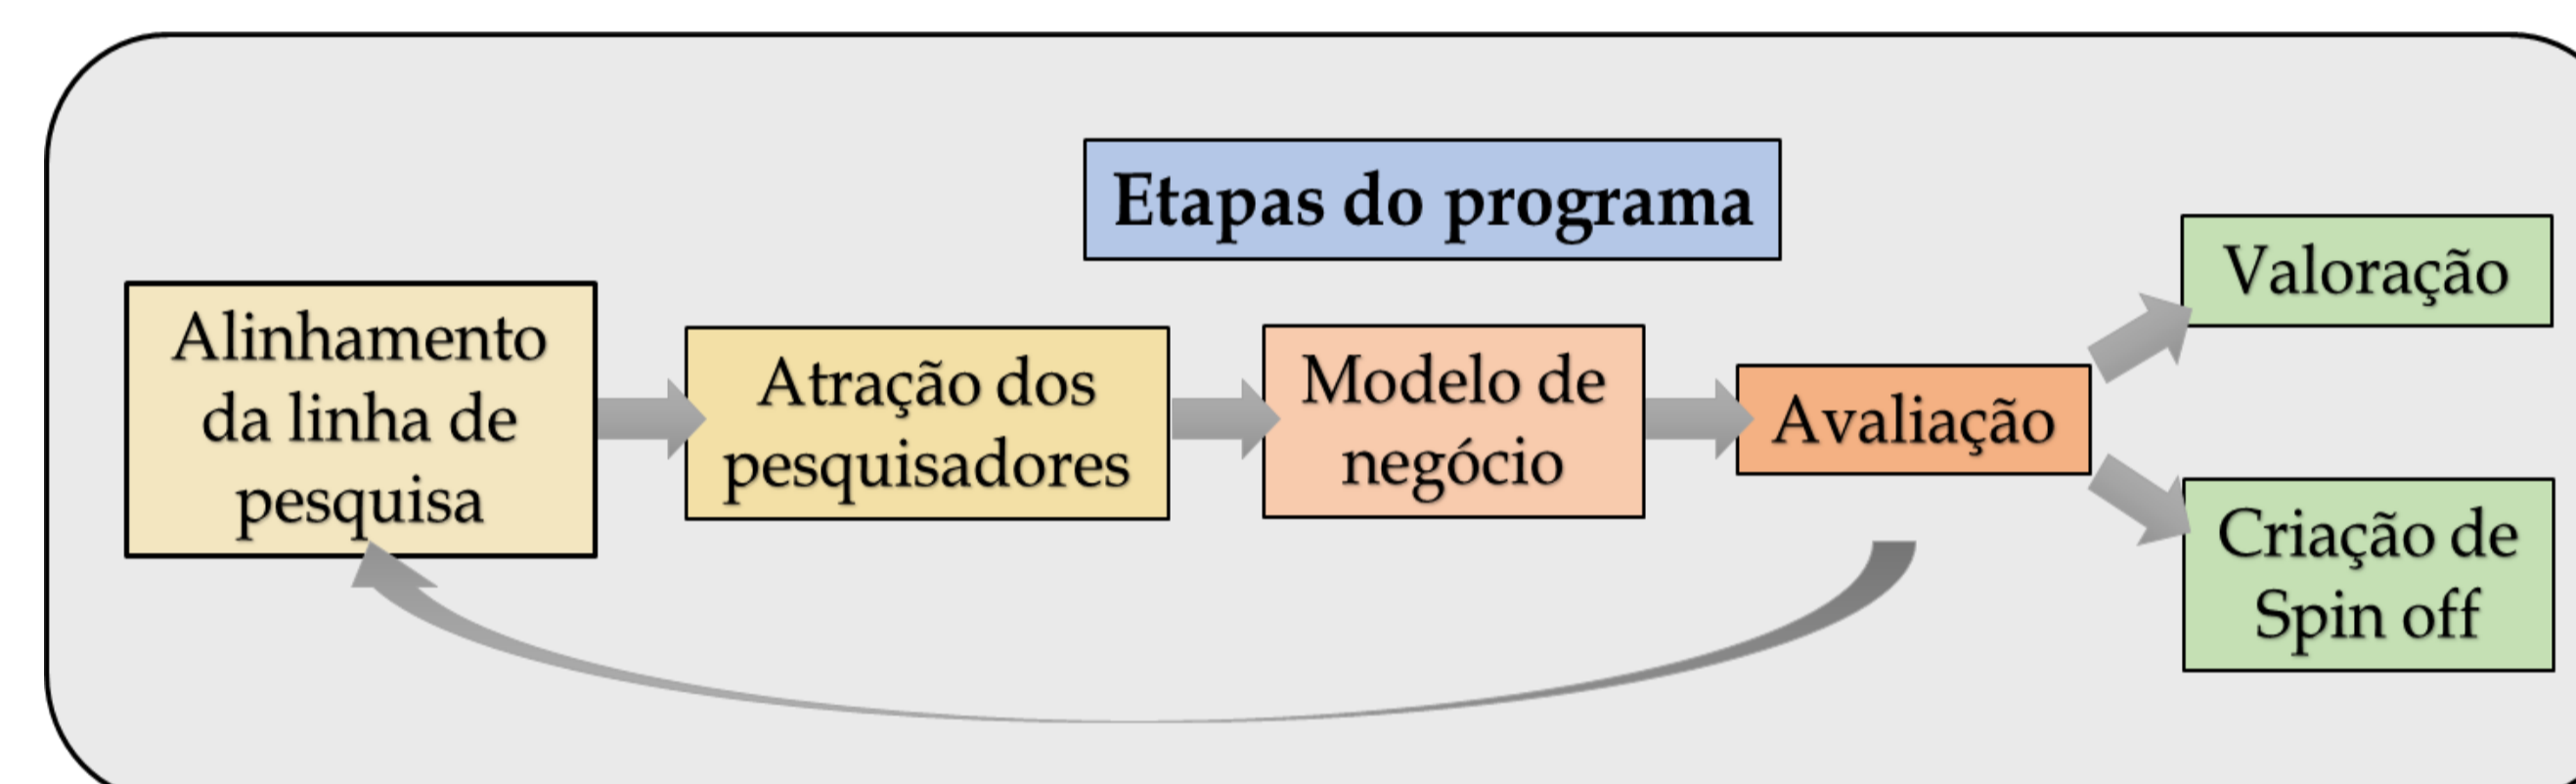 Etapas do programa
Alinhamento
da linha de
pesquisa
Atração dos
pesquisadores
Modelo de
negócio
Avaliação
Valoração
Criação de
Spin off